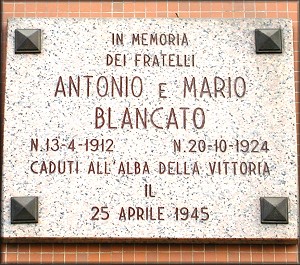 IN MEMORIA
DEI FRATELLI
ANTONIO E MARIO
BLANCATO
N.13-4-1912 N.20-10-1924
CADUTI ALL'ALBA DELLA VITTORIA
IL
25 APRILE 1945